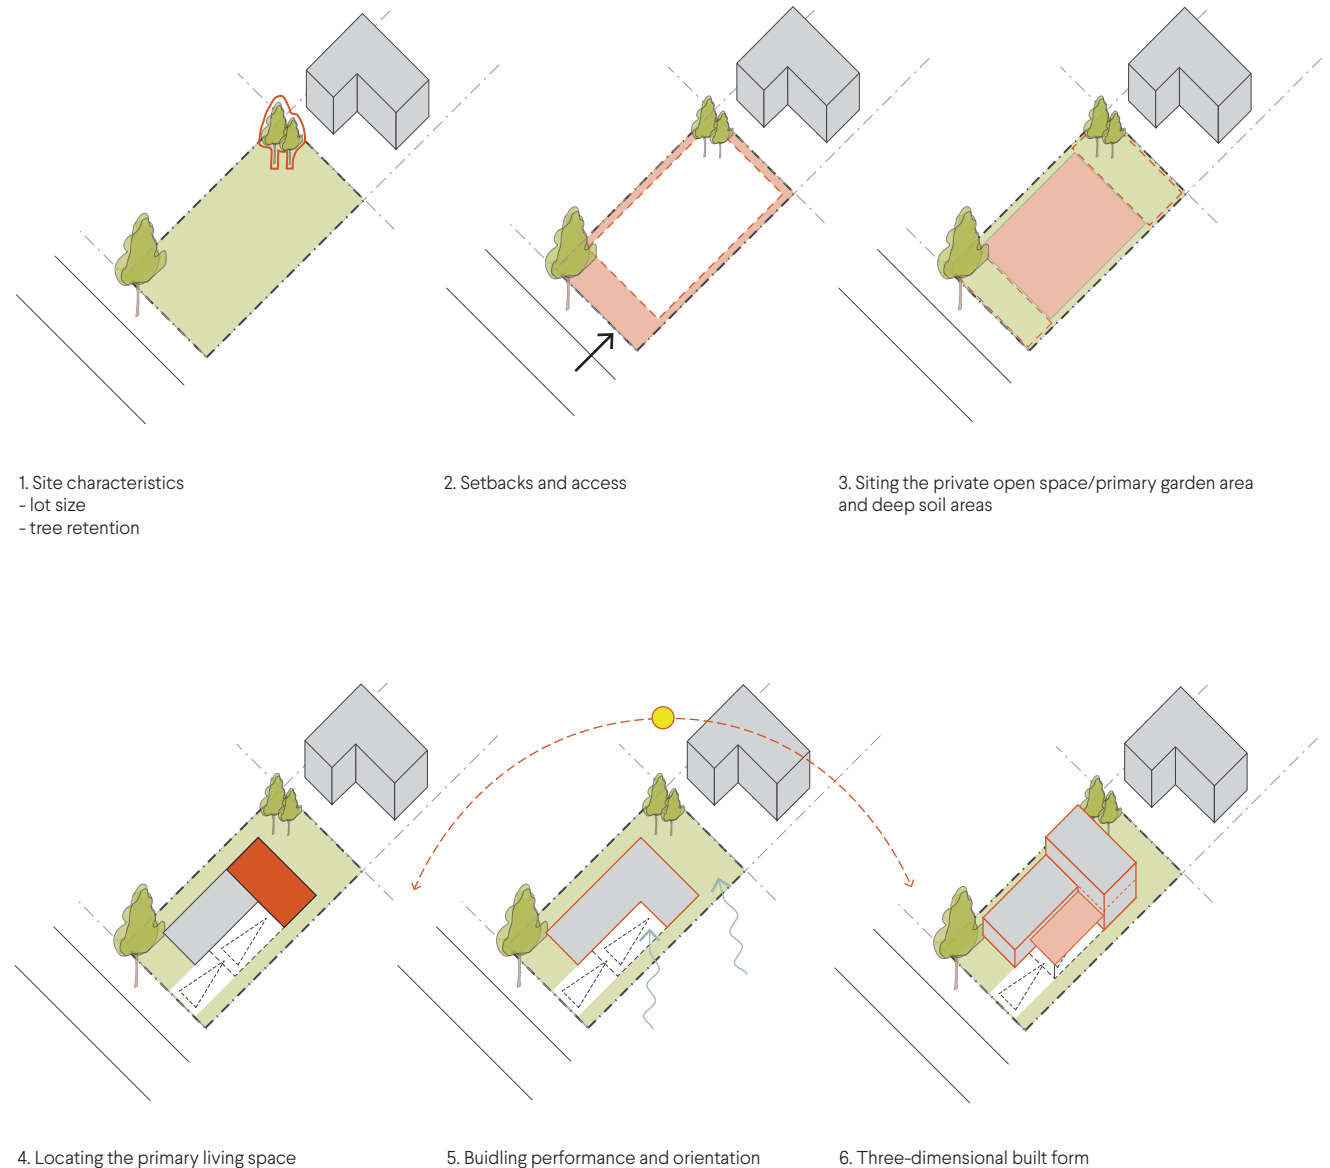 1. Site characteristics
- lot size
- tree retention
2. Setbacks and access
3. Siting the private open space/primary garden area
and deep soil areas
4. Locating the primary living space
5. Buidling performance and orientation
6. Three-dimensional built form